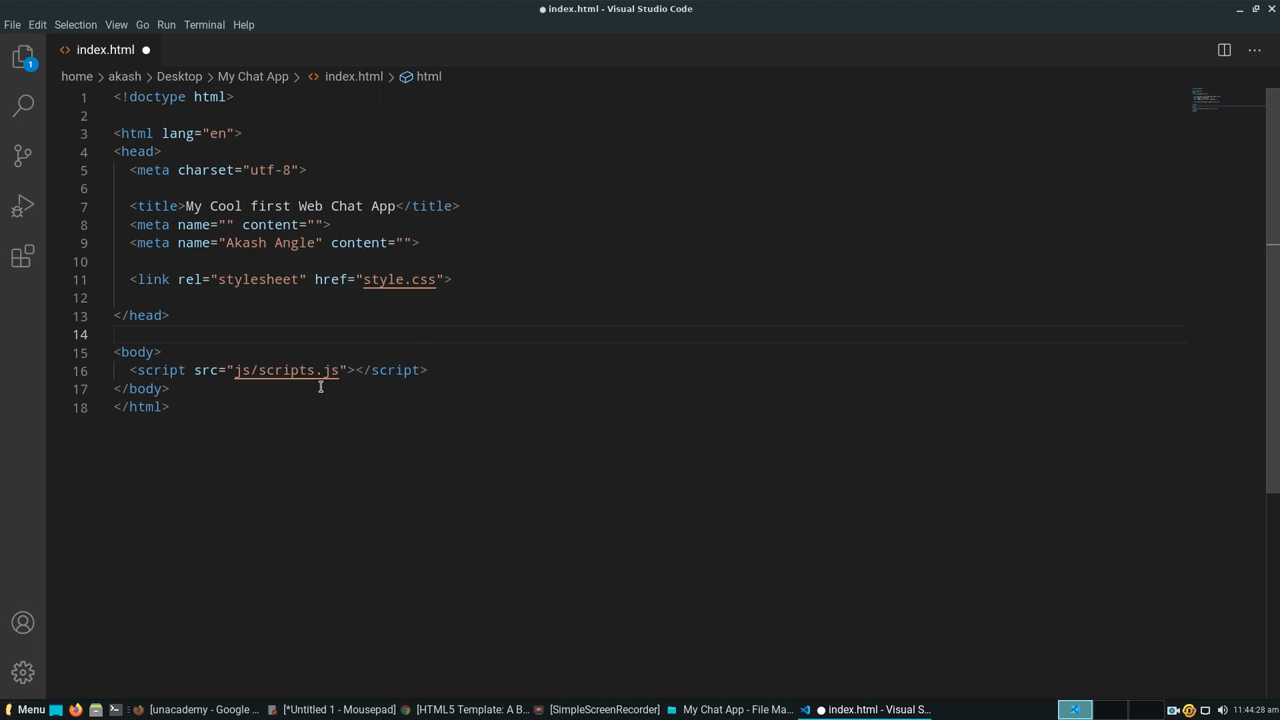 index.html - Visual Studio Code
File Edit Selection View Go Run Terminal Help
index.html
1
home akash Desktop My Chat App index.html html
1 <!doctype html>
2
3 <html lang="en">
4 <head>
5 <meta charset="utf-8">
6
7 <title>My Cool first Web Chat App</title>
8 <meta name="" content="">
9 <meta name="Akash Angle" content="">
10
11 <link rel="stylesheet" href="style.css">
12
13 </head>
14
15 <body>
16 <script src="js/scripts.js"></script>
17 </body>
18 </html>
Menu [unacademy - Google ... [*Untitled 1 - Mousepad] [HTML5 Template: A B... [SimpleScreenRecorder] My Chat App - File Ma... index.html - Visual S... 11:44:28 am